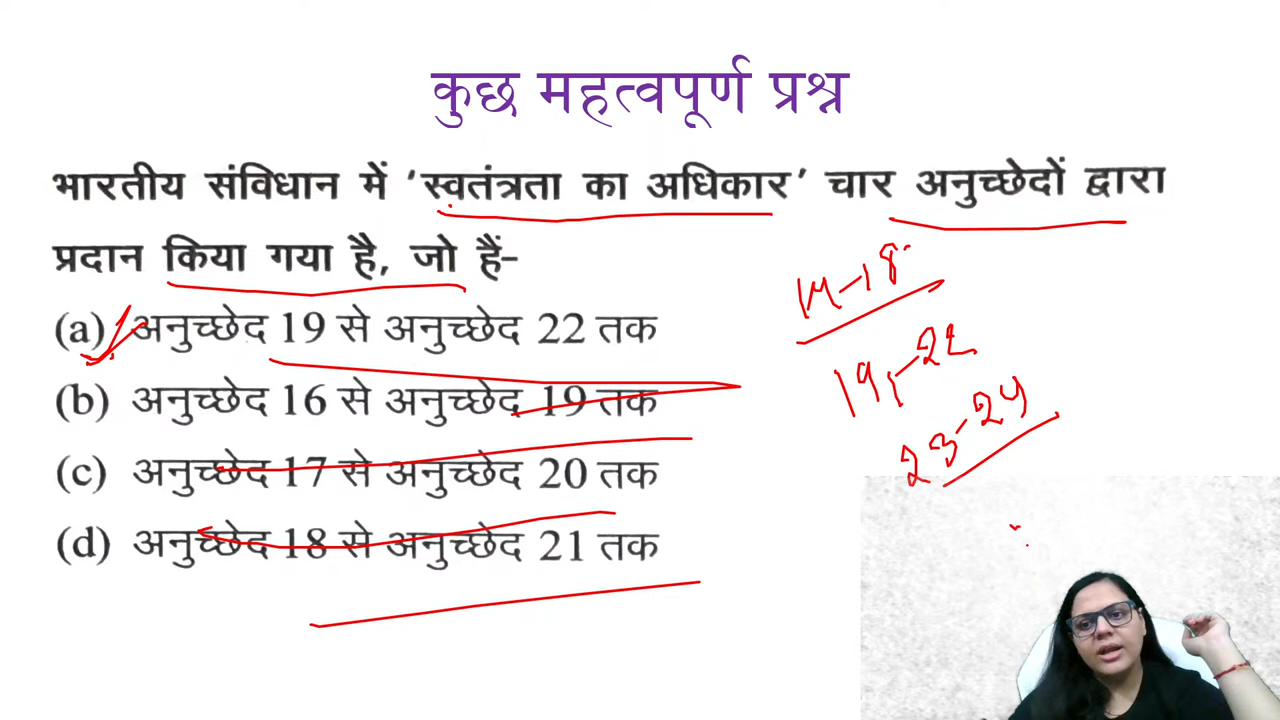 कुछ महत्वपूर्ण प्रश्न
भारतीय संविधान में 'स्वतंत्रता का अधिकार' चार अनुच्छेदों द्वारा
प्रदान किया गया है, जो हैं-
(a) अनुच्छेद 19 से अनुच्छेद 22 तक
(b) अनुच्छेद 16 से अनुच्छेद 19 तक
(c) अनुच्छेद 17 से अनुच्छेद 20 तक
(d) अनुच्छेद 18 से अनुच्छेद 21 तक
14-18
19-22
23-24